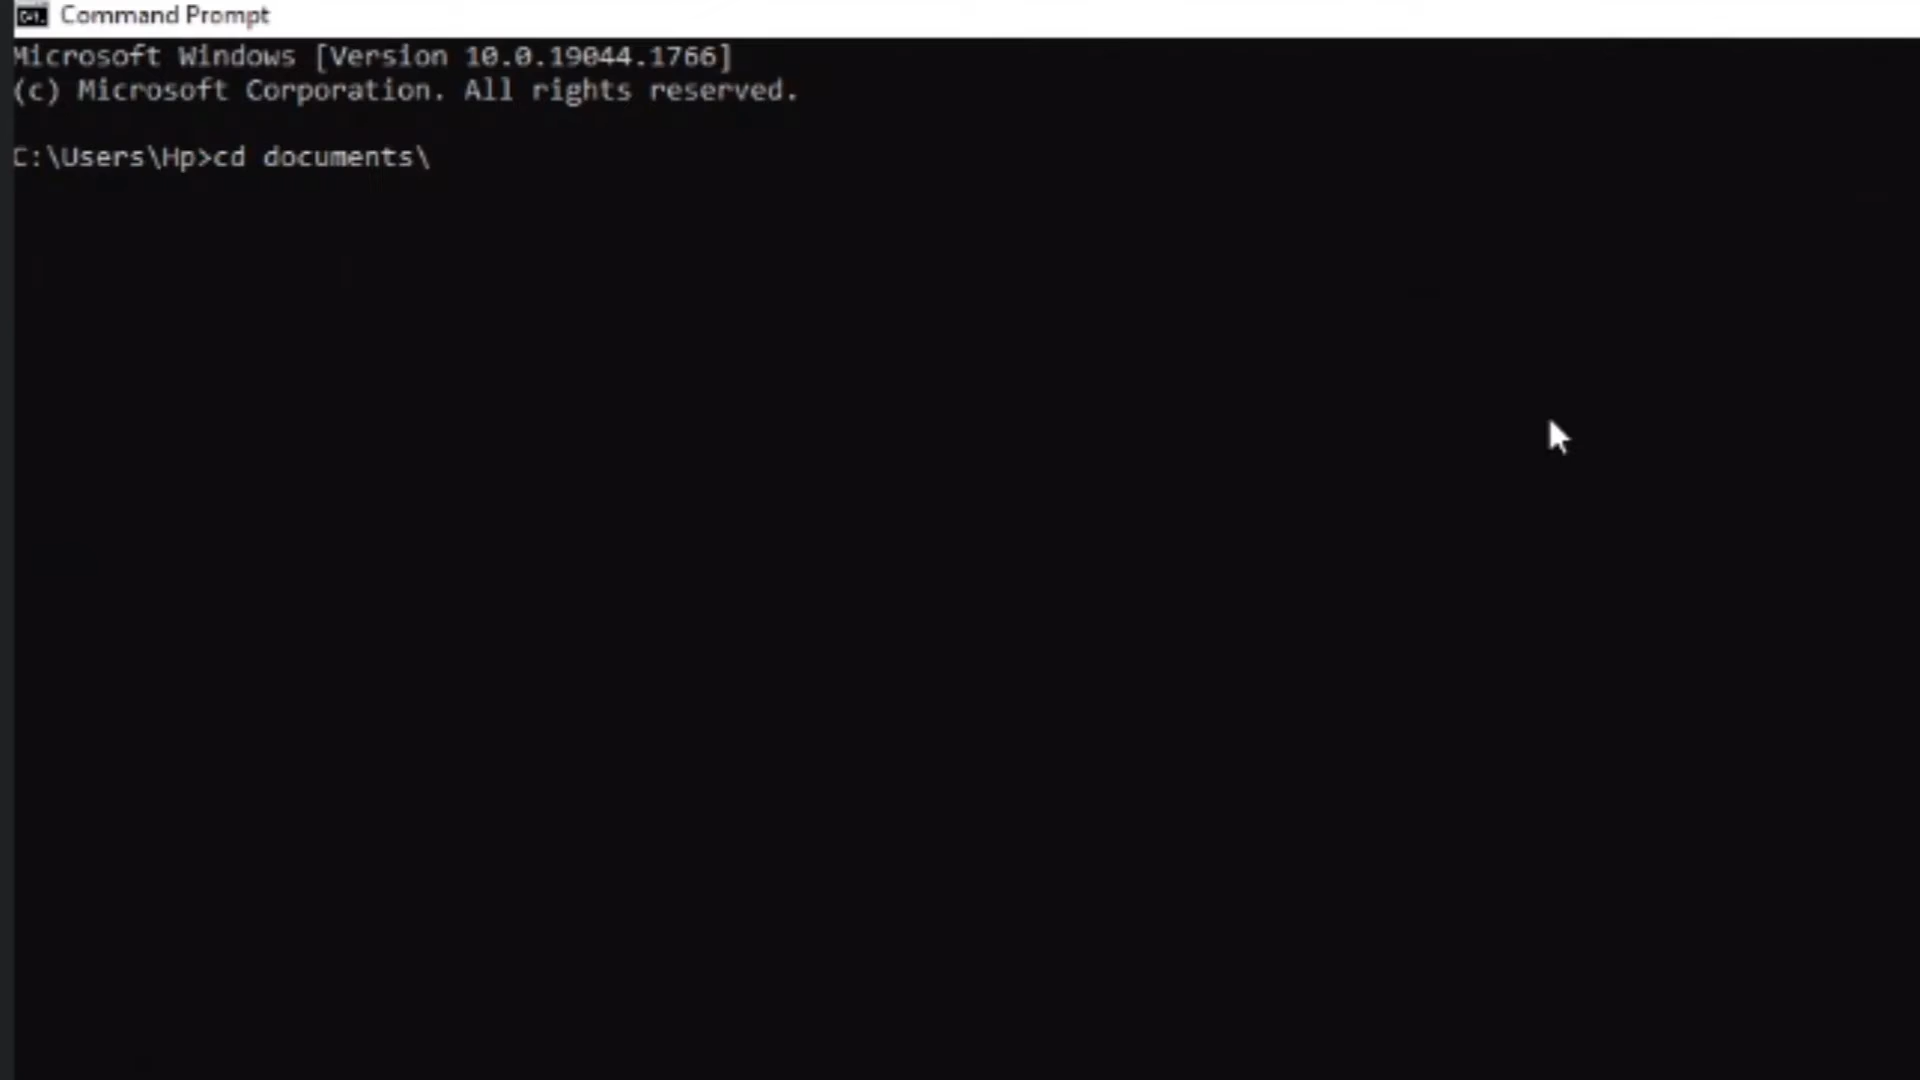 Command Prompt
Microsoft Windows [Version 10.0.19044.1766]
(c) Microsoft Corporation. All rights reserved.
C:\Users\Hp>cd documents\